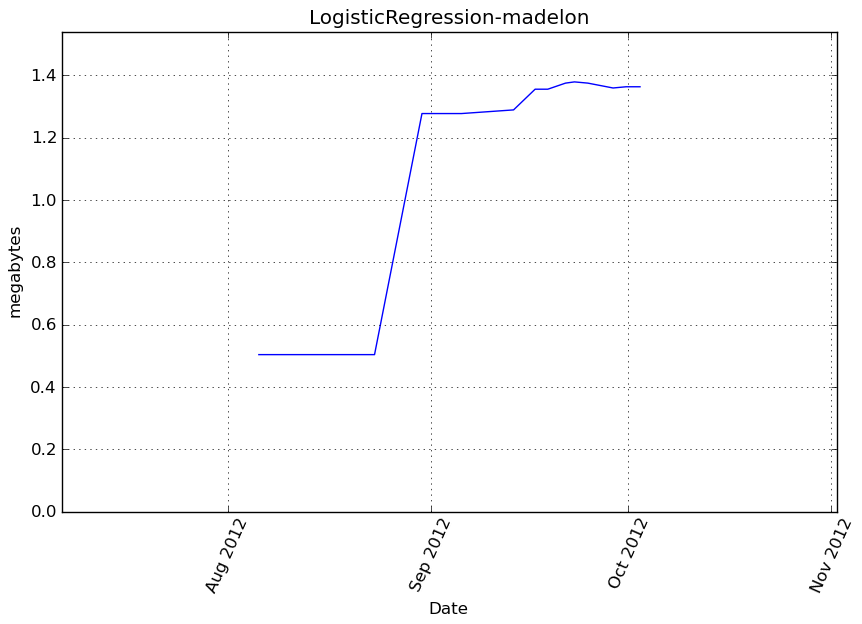 LogisticRegression-madelon
megabytes
1.4
1.2
1.0
0.8
0.6
0.4
0.2
0.0
Aug 2012
Sep 2012
Oct 2012
Nov 2012
Date